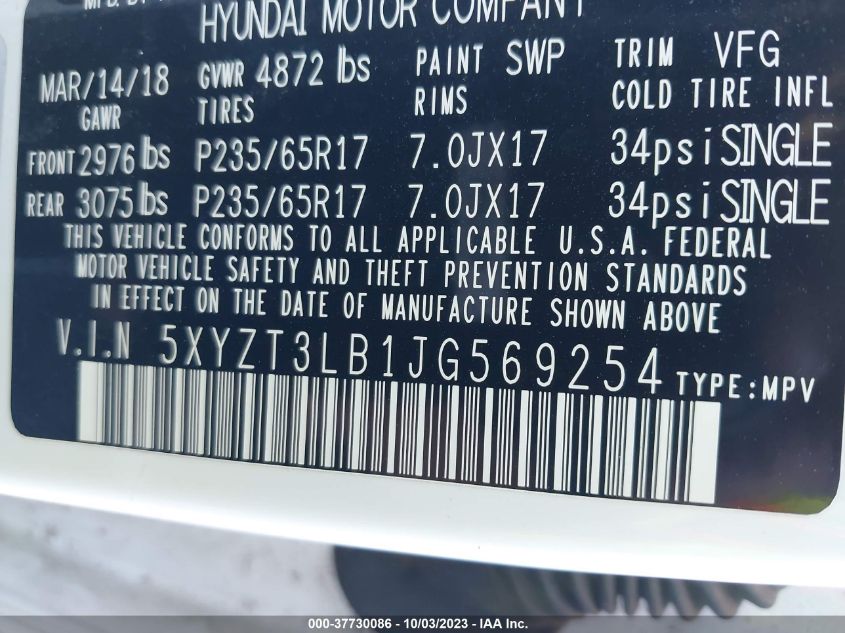 HYUNDAI MOTOR COMPANY
MAR/14/18 GVWR 4872 lbs PAINT SWP TRIM VFG
GAWR TIRES RIMS COLD TIRE INFL
FRONT 2976 lbs P235/65R17 7.0JX17 34psi SINGLE
REAR 3075 lbs P235/65R17 7.0JX17 34psi SINGLE
THIS VEHICLE CONFORMS TO ALL APPLICABLE U.S.A. FEDERAL
MOTOR VEHICLE SAFETY AND THEFT PREVENTION STANDARDS
IN EFFECT ON THE DATE OF MANUFACTURE SHOWN ABOVE
V.I.N 5XYZT3LB1JG569254 TYPE:MPV
000-37730086 - 10/03/2023 - IAA Inc.